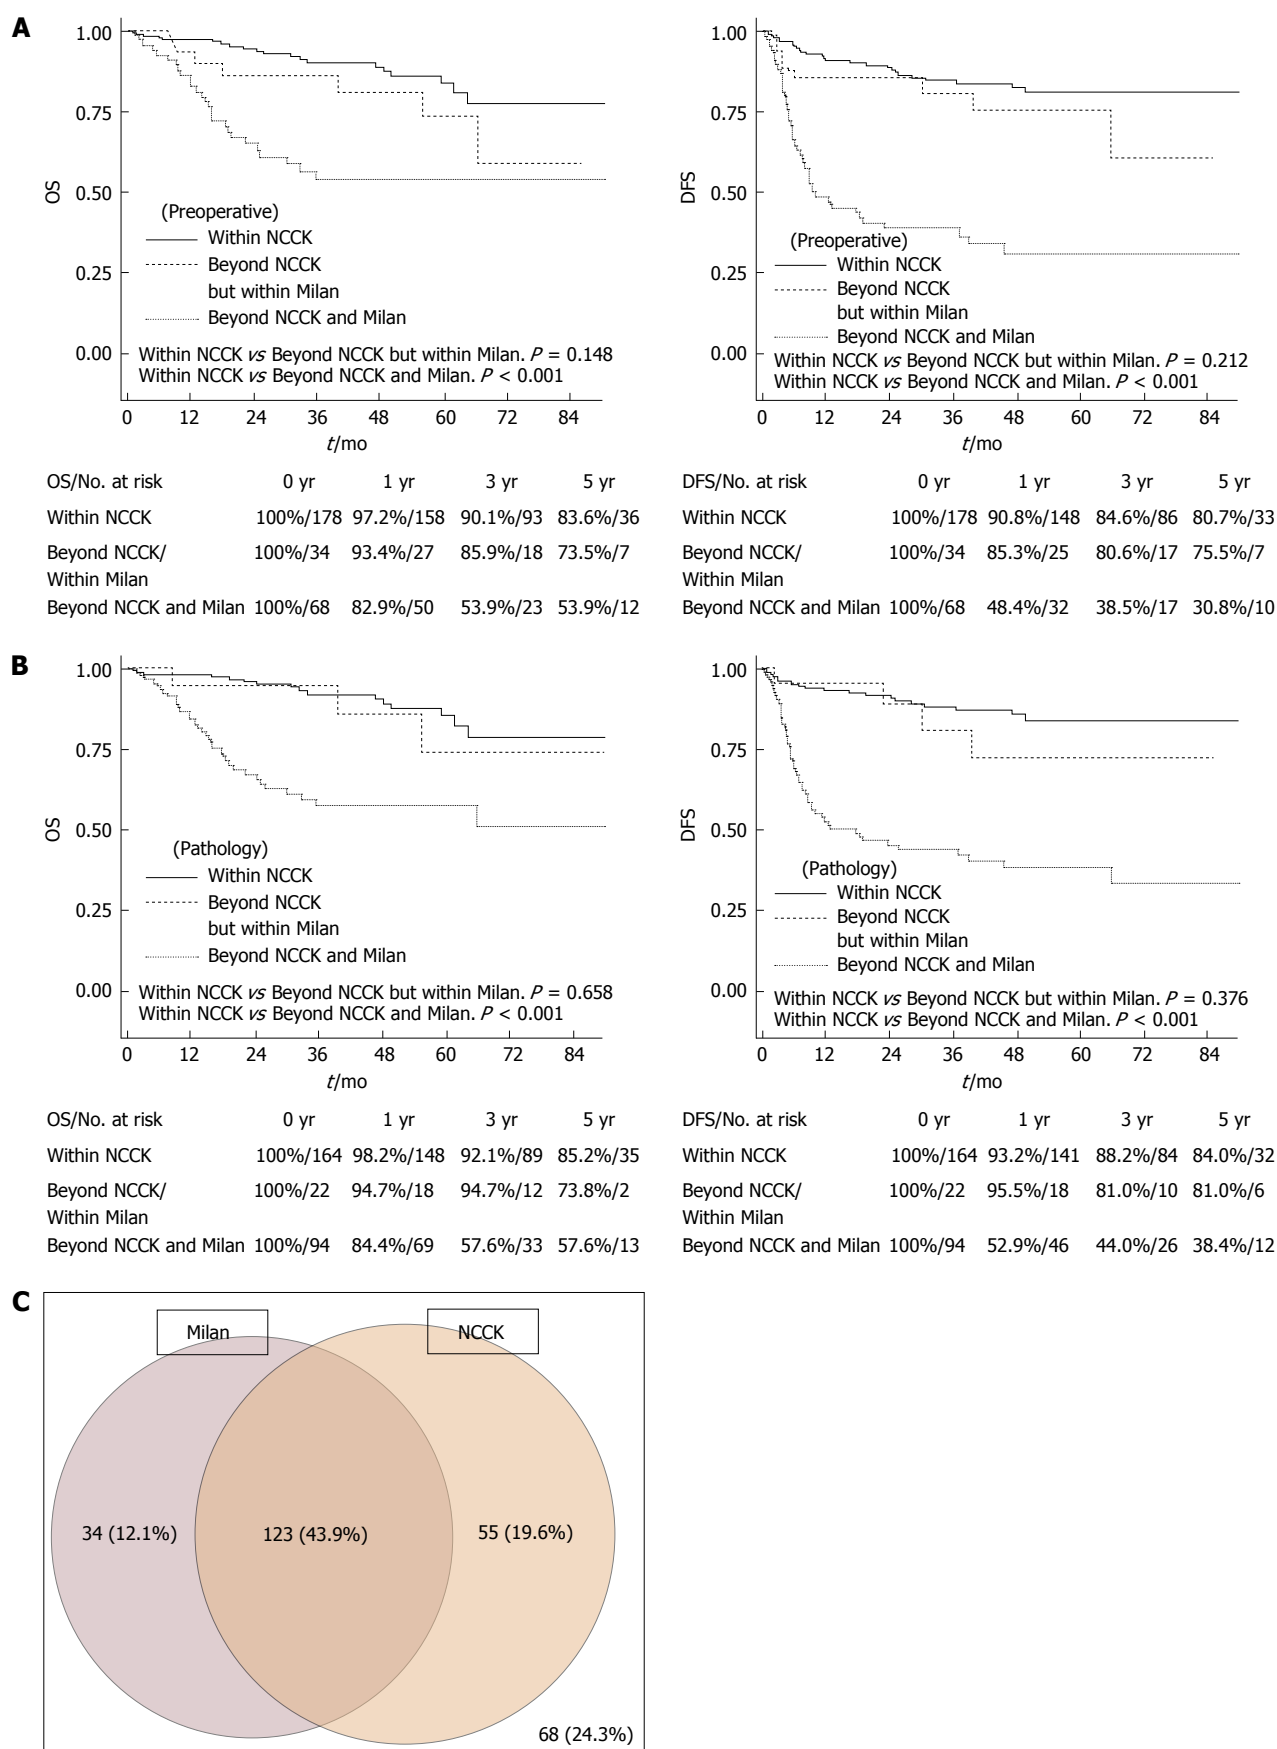 A
1.00
0.75
0.50
0.25
0.00
OS
(Preoperative)
Within NCCK
Beyond NCCK
but within Milan
Beyond NCCK and Milan
Within NCCK vs Beyond NCCK but within Milan. P = 0.148
Within NCCK vs Beyond NCCK and Milan. P < 0.001
0 12 24 36 48 60 72 84
t/mo
OS/No. at risk 0 yr 1 yr 3 yr 5 yr
Within NCCK 100%/178 97.2%/158 90.1%/93 83.6%/36
Beyond NCCK/ 100%/34 93.4%/27 85.9%/18 73.5%/7
Within Milan
Beyond NCCK and Milan 100%/68 82.9%/50 53.9%/23 53.9%/12
1.00
0.75
0.50
0.25
0.00
DFS
(Preoperative)
Within NCCK
Beyond NCCK
but within Milan
Beyond NCCK and Milan
Within NCCK vs Beyond NCCK but within Milan. P = 0.212
Within NCCK vs Beyond NCCK and Milan. P < 0.001
0 12 24 36 48 60 72 84
t/mo
DFS/No. at risk 0 yr 1 yr 3 yr 5 yr
Within NCCK 100%/178 90.8%/148 84.6%/86 80.7%/33
Beyond NCCK/ 100%/34 85.3%/25 80.6%/17 75.5%/7
Within Milan
Beyond NCCK and Milan 100%/68 48.4%/32 38.5%/17 30.8%/10
B
1.00
0.75
0.50
0.25
0.00
OS
(Pathology)
Within NCCK
Beyond NCCK
but within Milan
Beyond NCCK and Milan
Within NCCK vs Beyond NCCK but within Milan. P = 0.658
Within NCCK vs Beyond NCCK and Milan. P < 0.001
0 12 24 36 48 60 72 84
t/mo
OS/No. at risk 0 yr 1 yr 3 yr 5 yr
Within NCCK 100%/164 98.2%/148 92.1%/89 85.2%/35
Beyond NCCK/ 100%/22 94.7%/18 94.7%/12 73.8%/2
Within Milan
Beyond NCCK and Milan 100%/94 84.4%/69 57.6%/33 57.6%/13
1.00
0.75
0.50
0.25
0.00
DFS
(Pathology)
Within NCCK
Beyond NCCK
but within Milan
Beyond NCCK and Milan
Within NCCK vs Beyond NCCK but within Milan. P = 0.376
Within NCCK vs Beyond NCCK and Milan. P < 0.001
0 12 24 36 48 60 72 84
t/mo
DFS/No. at risk 0 yr 1 yr 3 yr 5 yr
Within NCCK 100%/164 93.2%/141 88.2%/84 84.0%/32
Beyond NCCK/ 100%/22 95.5%/18 81.0%/10 81.0%/6
Within Milan
Beyond NCCK and Milan 100%/94 52.9%/46 44.0%/26 38.4%/12
C
Milan NCCK
34 (12.1%) 123 (43.9%) 55 (19.6%)
68 (24.3%)